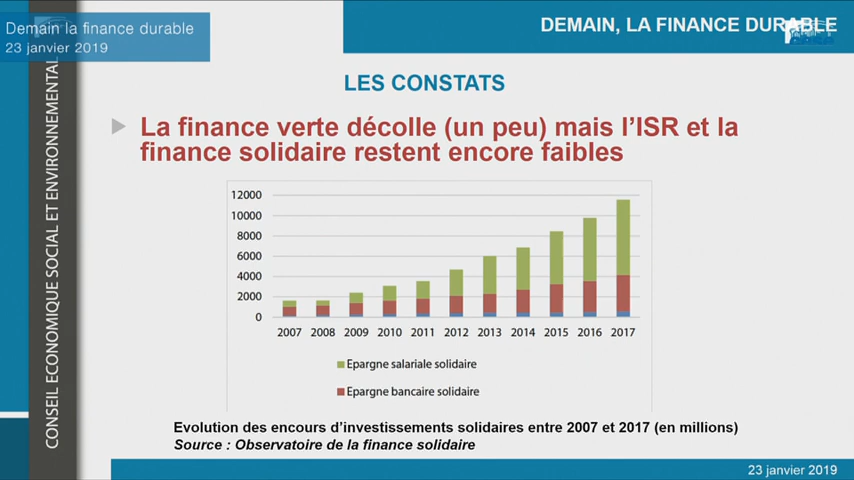 Demain la finance durable
23 janvier 2019
DEMAIN, LA FINANCE DURABLE
CONSEIL ECONOMIQUE SOCIAL ET ENVIRONNEMENTAL
LES CONSTATS
La finance verte décolle (un peu) mais l'ISR et la
finance solidaire restent encore faibles
12000
10000
8000
6000
4000
2000
0
2007 2008 2009 2010 2011 2012 2013 2014 2015 2016 2017
Epargne salariale solidaire
Epargne bancaire solidaire
Evolution des encours d'investissements solidaires entre 2007 et 2017 (en millions)
Source : Observatoire de la finance solidaire
23 janvier 2019